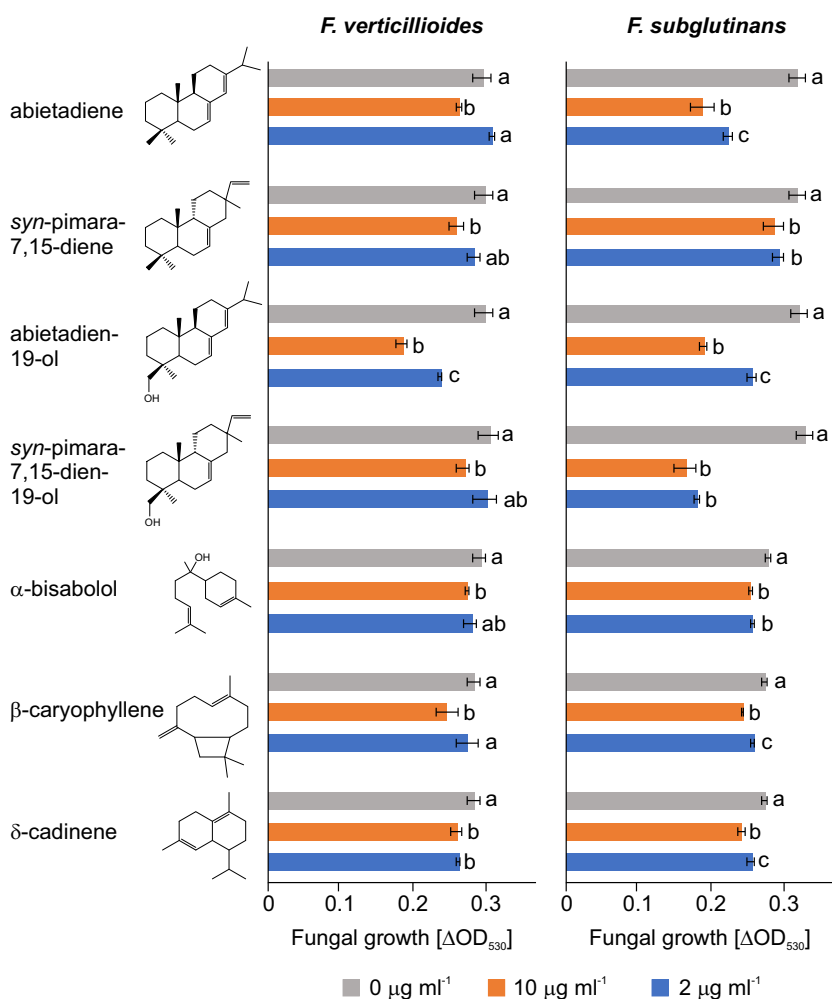 F. verticillioides
F. subglutinans
abietadiene
a
b
a
a
b
c
syn-pimara-
7,15-diene
a
b
ab
a
b
b
abietadien-
19-ol
OH
a
b
c
a
b
c
syn-pimara-
7,15-dien-
19-ol
OH
a
b
ab
a
b
b
α-bisabolol
OH
a
b
ab
a
b
b
β-caryophyllene
a
b
a
a
b
c
δ-cadinene
a
b
b
a
b
c
0 0.1 0.2 0.3
0 0.1 0.2 0.3
Fungal growth [ΔOD₅₃₀]
Fungal growth [ΔOD₅₃₀]
0 μg ml⁻¹ 10 μg ml⁻¹ 2 μg ml⁻¹